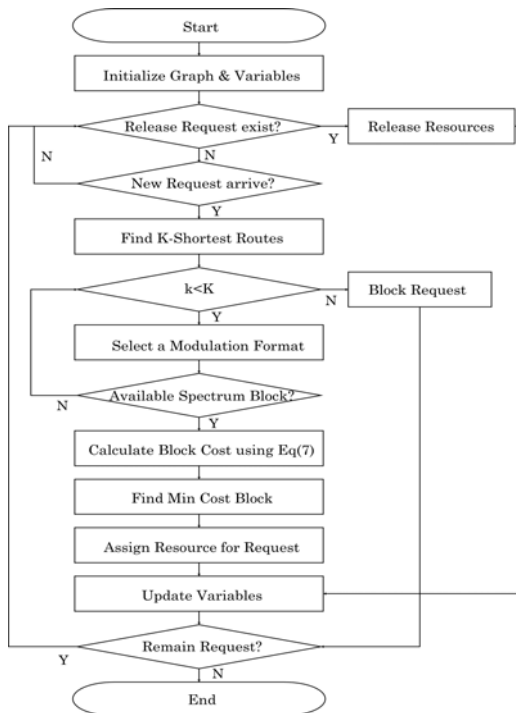 Start
Initialize Graph & Variables
Release Request exist?
Y
Release Resources
N
N
New Request arrive?
Y
Find K-Shortest Routes
k<K
N
Block Request
Y
Select a Modulation Format
Available Spectrum Block?
N
Y
Calculate Block Cost using Eq(7)
Find Min Cost Block
Assign Resource for Request
Update Variables
Remain Request?
Y
N
End